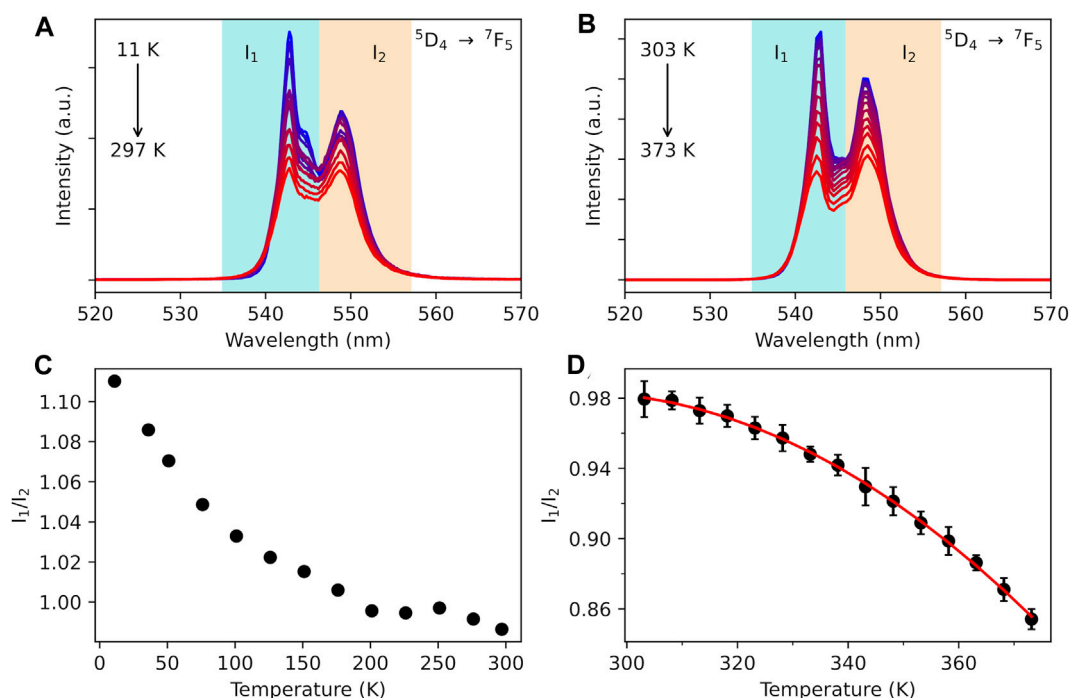 A
11 K
297 K
I₁
I₂
⁵D₄ → ⁷F₅
Intensity (a.u.)
520 530 540 550 560 570
Wavelength (nm)
B
303 K
373 K
I₁
I₂
⁵D₄ → ⁷F₅
Intensity (a.u.)
520 530 540 550 560 570
Wavelength (nm)
C
1.10
1.08
1.06
1.04
1.02
1.00
I₁/I₂
0 50 100 150 200 250 300
Temperature (K)
D
0.98
0.94
0.90
0.86
I₁/I₂
300 320 340 360
Temperature (K)